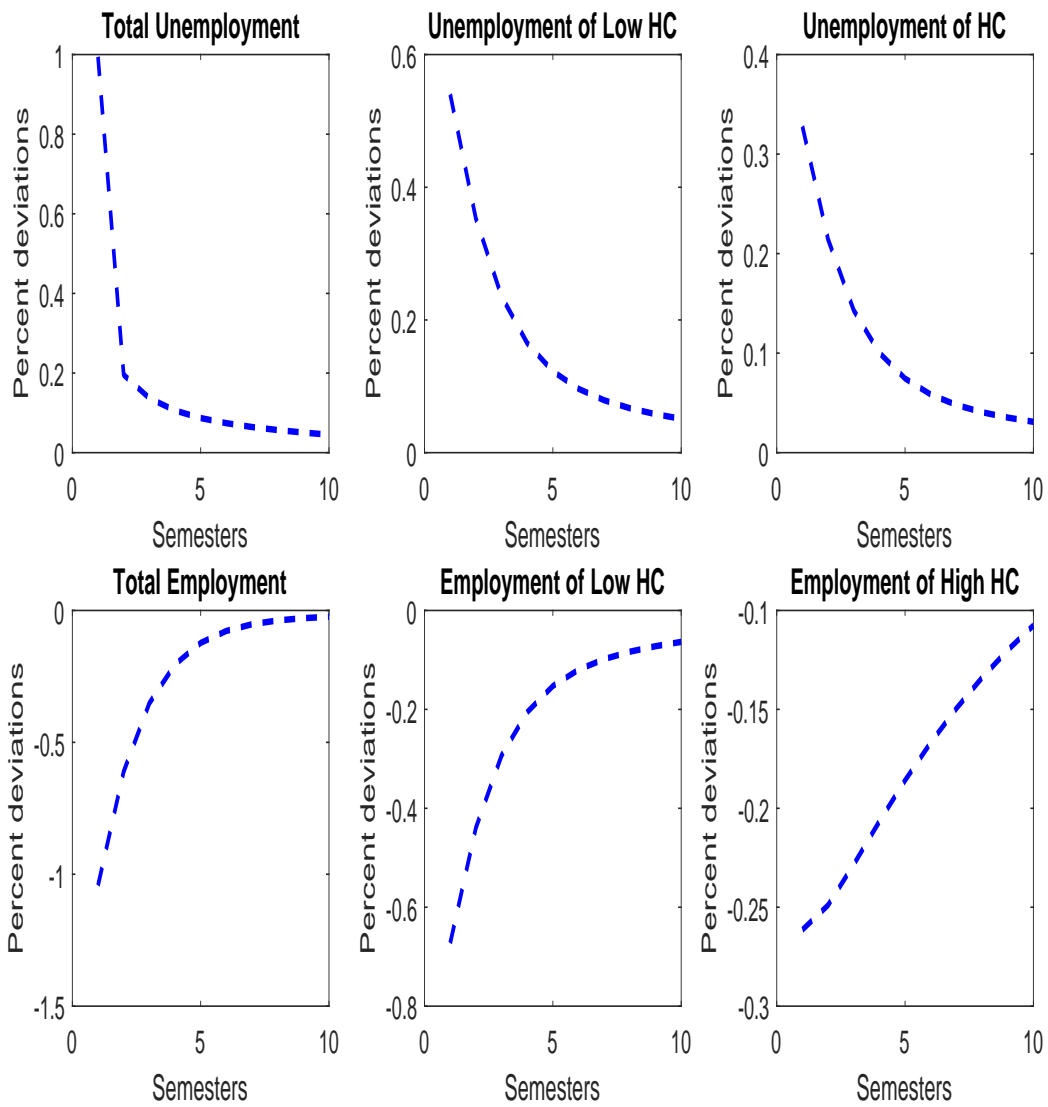 Total Unemployment
Percent deviations
1
0.8
0.6
0.4
0.2
0
0 5 10
Semesters
Unemployment of Low HC
Percent deviations
0.6
0.4
0.2
0
0 5 10
Semesters
Unemployment of HC
Percent deviations
0.4
0.3
0.2
0.1
0
0 5 10
Semesters
Total Employment
Percent deviations
0
-0.5
-1
-1.5
0 5 10
Semesters
Employment of Low HC
Percent deviations
0
-0.2
-0.4
-0.6
-0.8
0 5 10
Semesters
Employment of High HC
Percent deviations
-0.1
-0.15
-0.2
-0.25
-0.3
0 5 10
Semesters